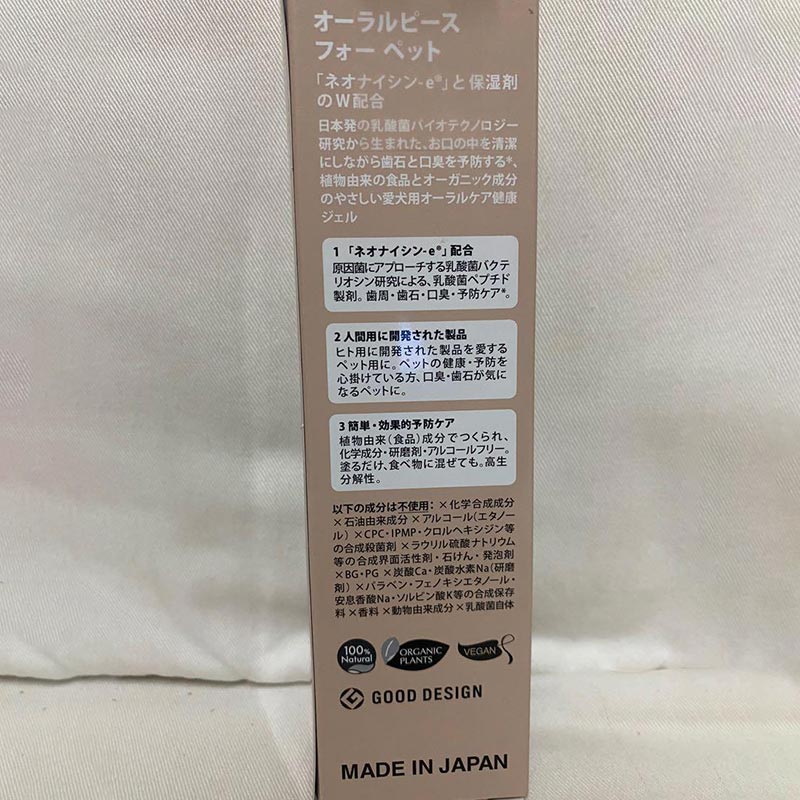 オーラルピース
フォー ペット
「ネオナイシン-e®」と保湿剤
のW配合
日本発の乳酸菌バイオテクノロジー
研究から生まれた、お口の中を清潔
にしながら歯石と口臭を予防する*、
植物由来の食品とオーガニック成分
のやさしい愛犬用オーラルケア健康
ジェル
1 「ネオナイシン-e®」配合
原因菌にアプローチする乳酸菌バクテ
リオシン研究による、乳酸菌ペプチド
製剤。歯周・歯石・口臭・予防ケア*。
2 人間用に開発された製品
ヒト用に開発された製品を愛する
ペット用に。ペットの健康・予防を
心掛けている方、口臭・歯石が気に
なるペットに。
3 簡単・効果的予防ケア
植物由来（食品）成分でつくられ、
化学成分・研磨剤・アルコールフリー。
塗るだけ、食べ物に混ぜても。高生
分解性。
以下の成分は不使用：×化学合成成分
×石油由来成分×アルコール（エタノー
ル）×CPC・IPMP・クロルヘキシジン等
の合成殺菌剤×ラウリル硫酸ナトリウム
等の合成界面活性剤・石けん・発泡剤
×BG・PG×炭酸Ca・炭酸水素Na（研磨
剤）×パラベン・フェノキシエタノール・
安息香酸Na・ソルビン酸K等の合成保存
料×香料×動物由来成分×乳酸菌自体
100%
Natural
ORGANIC
PLANTS
VEGAN
GOOD DESIGN
MADE IN JAPAN